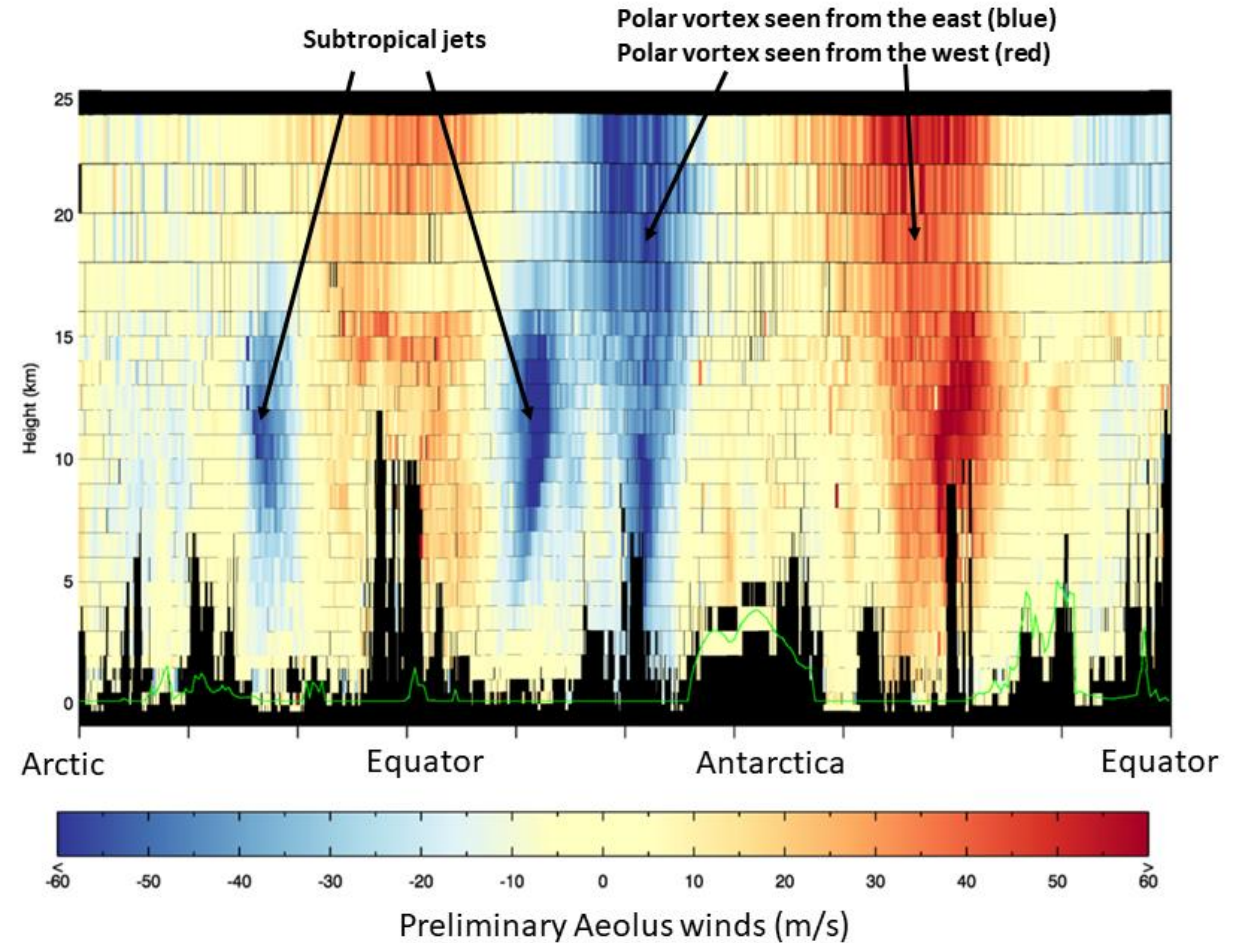 Polar vortex seen from the east (blue)
Subtropical jets
Polar vortex seen from the west (red)
25
20
15
10
5
0
Height (km)
Arctic
Equator
Antarctica
Equator
< >
-60 -50 -40 -30 -20 -10 0 10 20 30 40 50 60
Preliminary Aeolus winds (m/s)